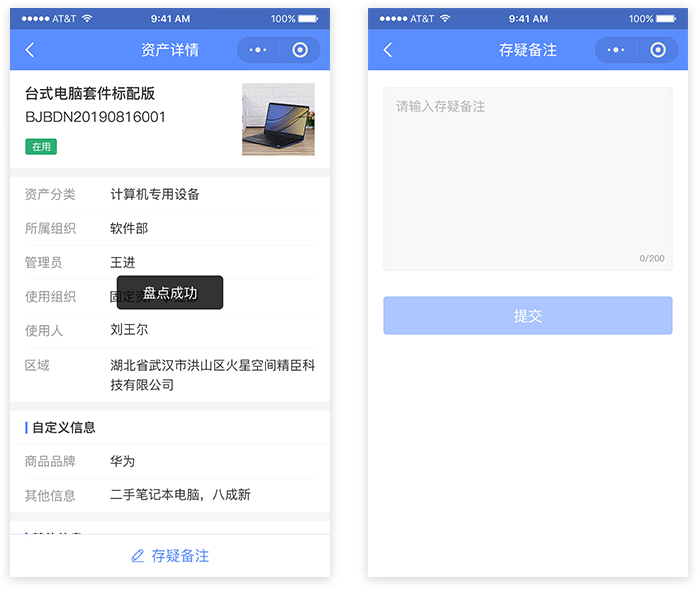 AT&T 9:41 AM 100%
资产详情
台式电脑套件标配版
BJBDN20190816001
在用
资产分类 计算机专用设备
所属组织 软件部
管理员 王进
使用组织 固定资
盘点成功
使用人 刘王尔
区域 湖北省武汉市洪山区火星空间精臣科
技有限公司
自定义信息
商品品牌 华为
其他信息 二手笔记本电脑，八成新
存疑备注
AT&T 9:41 AM 100%
存疑备注
请输入存疑备注
0/200
提交